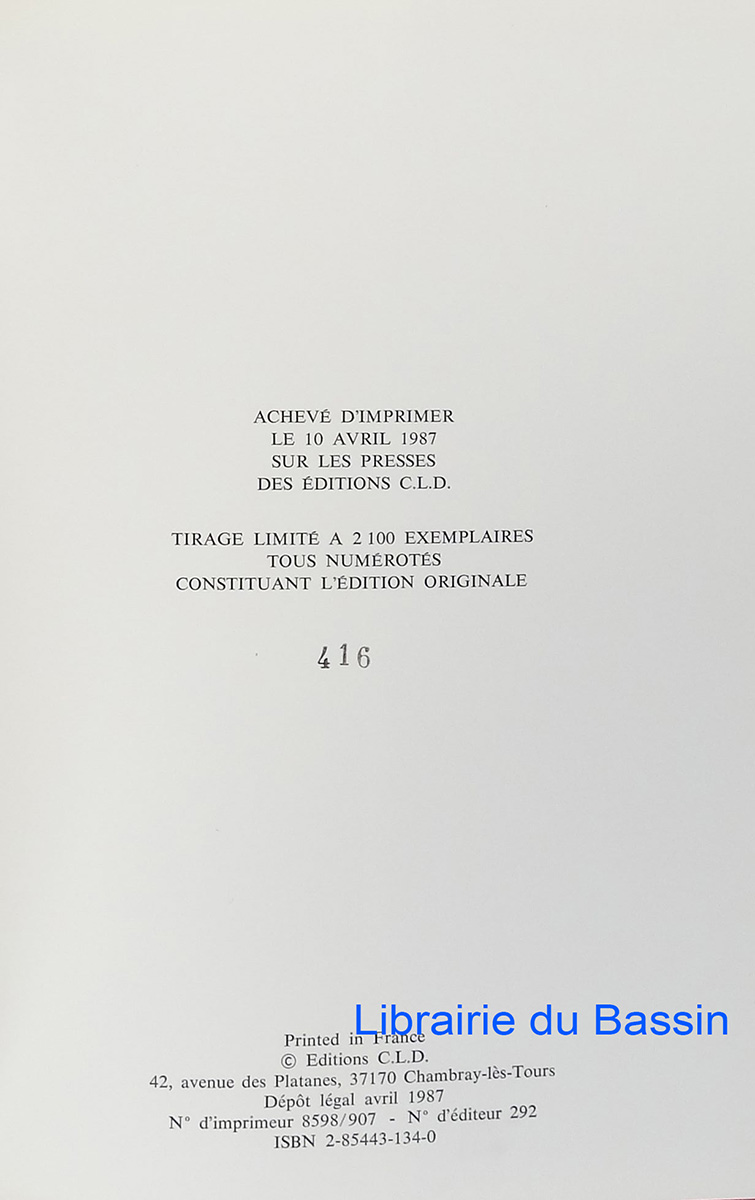 ACHEVÉ D'IMPRIMER
LE 10 AVRIL 1987
SUR LES PRESSES
DES ÉDITIONS C.L.D.
TIRAGE LIMITÉ A 2 100 EXEMPLAIRES
TOUS NUMÉROTÉS
CONSTITUANT L'ÉDITION ORIGINALE
416
Librairie du Bassin
Printed in France
© Editions C.L.D.
42, avenue des Platanes, 37170 Chambray-lès-Tours
Dépôt légal avril 1987
N° d'imprimeur 8598/907 - N° d'éditeur 292
ISBN 2-85443-134-0